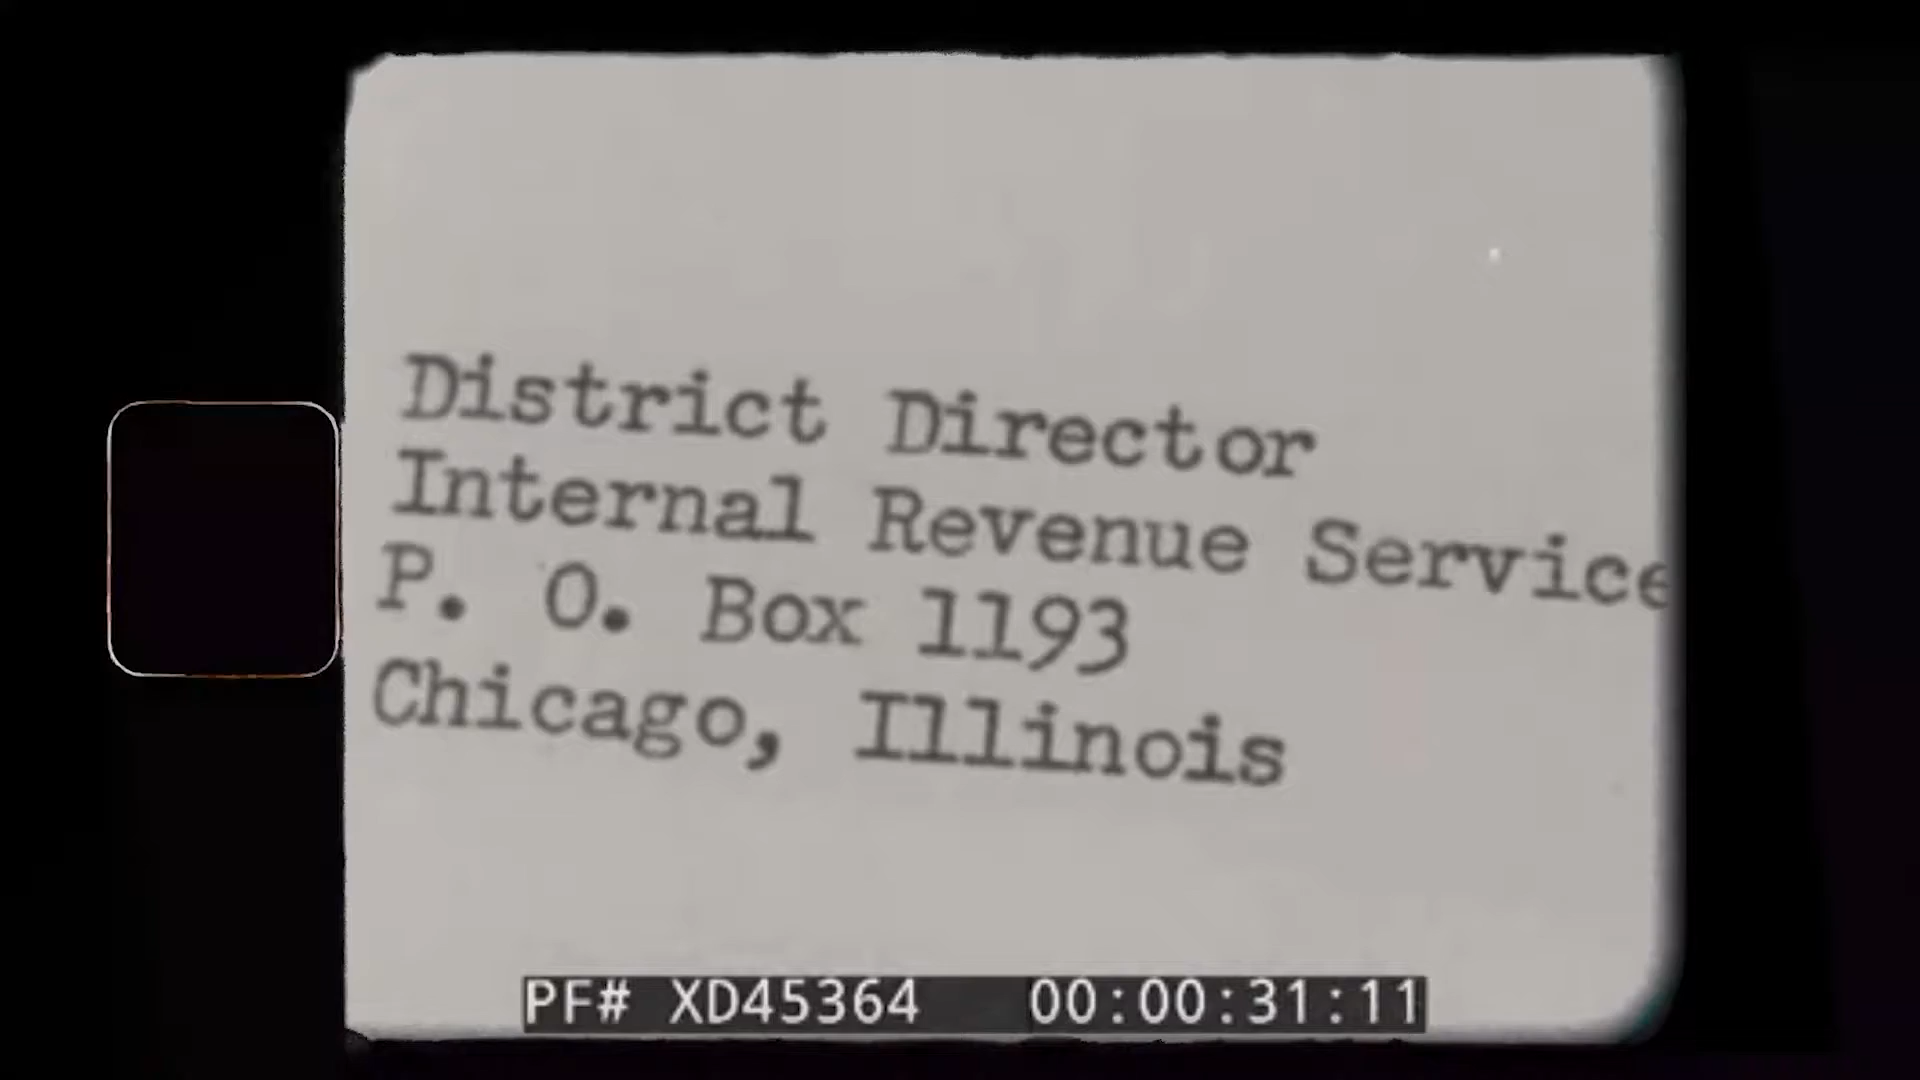 District Director
Internal Revenue Service
P. O. Box 1193
Chicago, Illinois
PF# XD45364 00:00:31:11